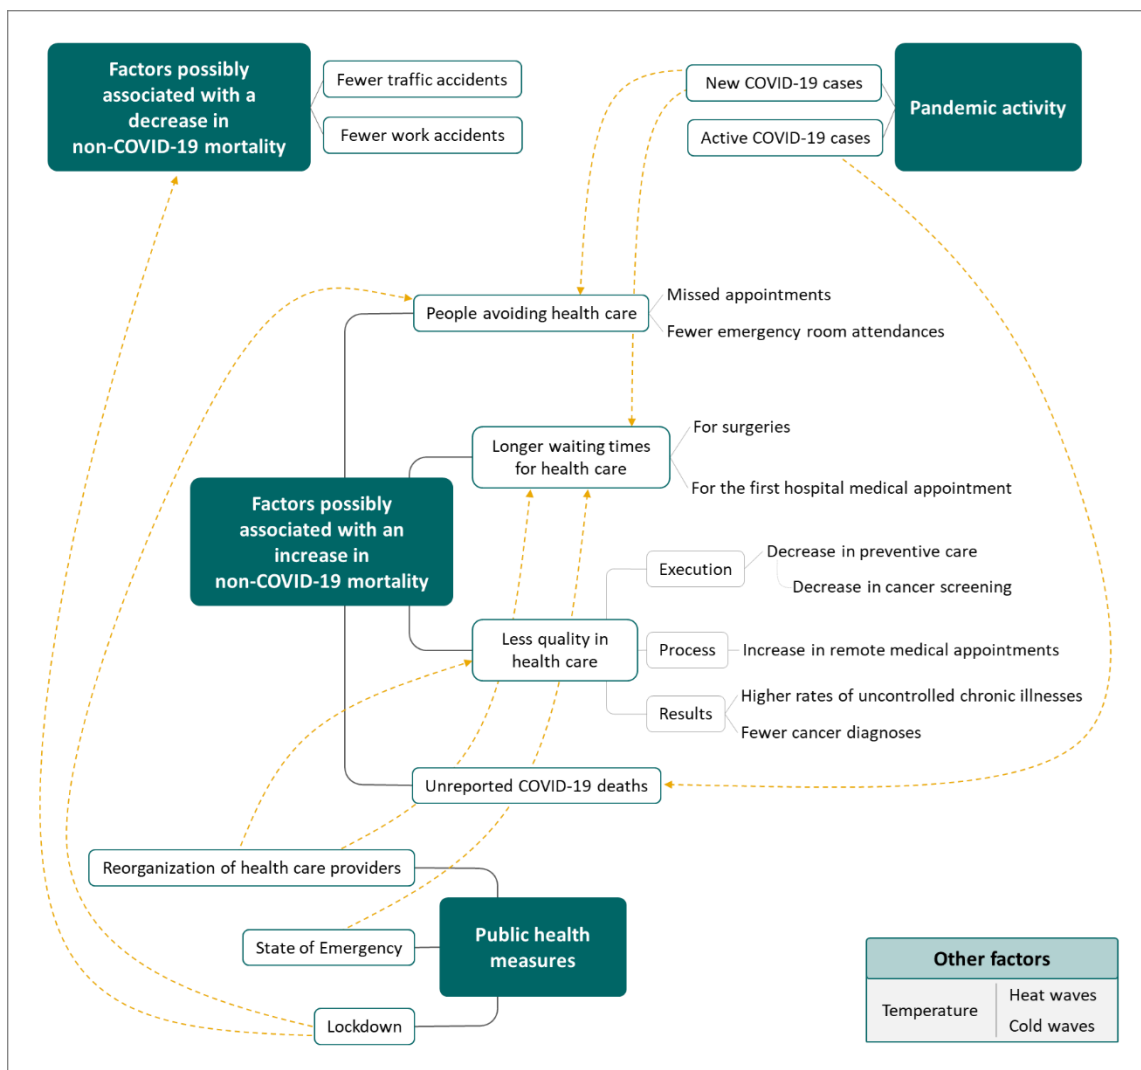 Factors possibly
associated with a
decrease in
non-COVID-19 mortality
Fewer traffic accidents
Fewer work accidents
New COVID-19 cases
Active COVID-19 cases
Pandemic activity
People avoiding health care
Missed appointments
Fewer emergency room attendances
Longer waiting times
for health care
For surgeries
For the first hospital medical appointment
Factors possibly
associated with an
increase in
non-COVID-19 mortality
Less quality in
health care
Execution
Decrease in preventive care
Decrease in cancer screening
Process
Increase in remote medical appointments
Results
Higher rates of uncontrolled chronic illnesses
Fewer cancer diagnoses
Unreported COVID-19 deaths
Reorganization of health care providers
State of Emergency
Lockdown
Public health
measures
Other factors
Temperature
Heat waves
Cold waves